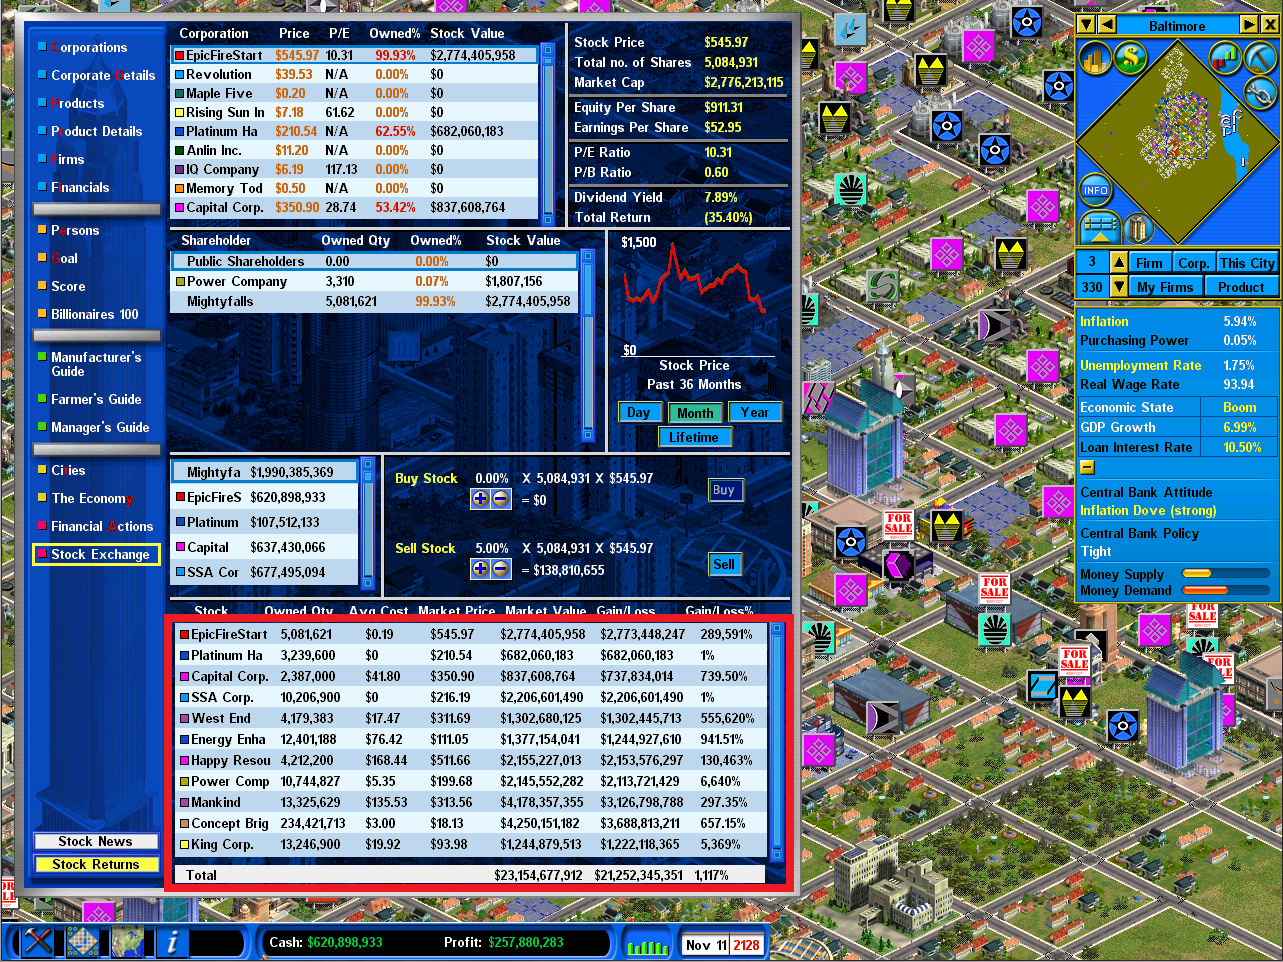 Corporations
Corporate Details
Products
Product Details
Firms
Financials
Persons
Goal
Score
Billionaires 100
Manufacturer's
Guide
Farmer's Guide
Manager's Guide
Cities
The Economy
Financial Actions
Stock Exchange
Stock News
Stock Returns
Corporation Price P/E Owned% Stock Value
EpicFireStart $545.97 10.31 99.93% $2,774,405,958
Revolution $39.53 N/A 0.00% $0
Maple Five $0.20 N/A 0.00% $0
Rising Sun In $7.18 61.62 0.00% $0
Platinum Ha $210.54 N/A 62.55% $682,060,183
Anlin Inc. $11.20 N/A 0.00% $0
IQ Company $6.19 117.13 0.00% $0
Memory Tod $0.50 N/A 0.00% $0
Capital Corp. $350.90 28.74 53.42% $837,608,764
Stock Price $545.97
Total no. of Shares 5,084,931
Market Cap $2,776,213,115
Equity Per Share $911.31
Earnings Per Share $52.95
P/E Ratio 10.31
P/B Ratio 0.60
Dividend Yield 7.89%
Total Return (35.40%)
Shareholder Owned Qty Owned% Stock Value
Public Shareholders 0.00 0.00% $0
Power Company 3,310 0.07% $1,807,156
Mightyfalls 5,081,621 99.93% $2,774,405,958
$1,500
$0
Stock Price
Past 36 Months
Day Month Year
Lifetime
Mightyfa $1,990,385,369
EpicFireS $620,898,933
Platinum $107,512,133
Capital $637,430,066
SSA Cor $677,495,094
Buy Stock 0.00% X 5,084,931 X $545.97
= $0
Buy
Sell Stock 5.00% X 5,084,931 X $545.97
= $138,810,655
Sell
Stock Owned Qty Avg Cost Market Price Market Value Gain/Loss Gain/Loss%
EpicFireStart 5,081,621 $0.19 $545.97 $2,774,405,958 $2,773,448,247 289,591%
Platinum Ha 3,239,600 $0 $210.54 $682,060,183 $682,060,183 1%
Capital Corp. 2,387,000 $41.80 $350.90 $837,608,764 $737,834,014 739.50%
SSA Corp. 10,206,900 $0 $216.19 $2,206,601,490 $2,206,601,490 1%
West End 4,179,383 $17.47 $311.69 $1,302,680,125 $1,302,445,713 555,620%
Energy Enha 12,401,188 $76.42 $111.05 $1,377,154,041 $1,244,927,610 941.51%
Happy Resou 4,212,200 $168.44 $511.66 $2,155,227,013 $2,153,576,297 130,463%
Power Comp 10,744,827 $5.35 $199.68 $2,145,552,282 $2,113,721,429 6,640%
Mankind 13,325,629 $135.53 $313.56 $4,178,357,355 $3,126,798,788 297.35%
Concept Brig 234,421,713 $3.00 $18.13 $4,250,151,182 $3,688,813,211 657.15%
King Corp. 13,246,900 $19.92 $93.98 $1,244,879,513 $1,222,118,365 5,369%
Total $23,154,677,912 $21,252,345,351 1,117%
Cash: $620,898,933 Profit: $257,880,283
Nov 11 2128
Baltimore
INFO
3 Firm Corp. This City
330 My Firms Product
Inflation 5.94%
Purchasing Power 0.05%
Unemployment Rate 1.75%
Real Wage Rate 93.94
Economic State Boom
GDP Growth 6.99%
Loan Interest Rate 10.50%
Central Bank Attitude
Inflation Dove (strong)
Central Bank Policy
Tight
Money Supply
Money Demand
FOR
SALE
FOR
SALE
FOR
SALE
FOR
SALE
FOR
SALE